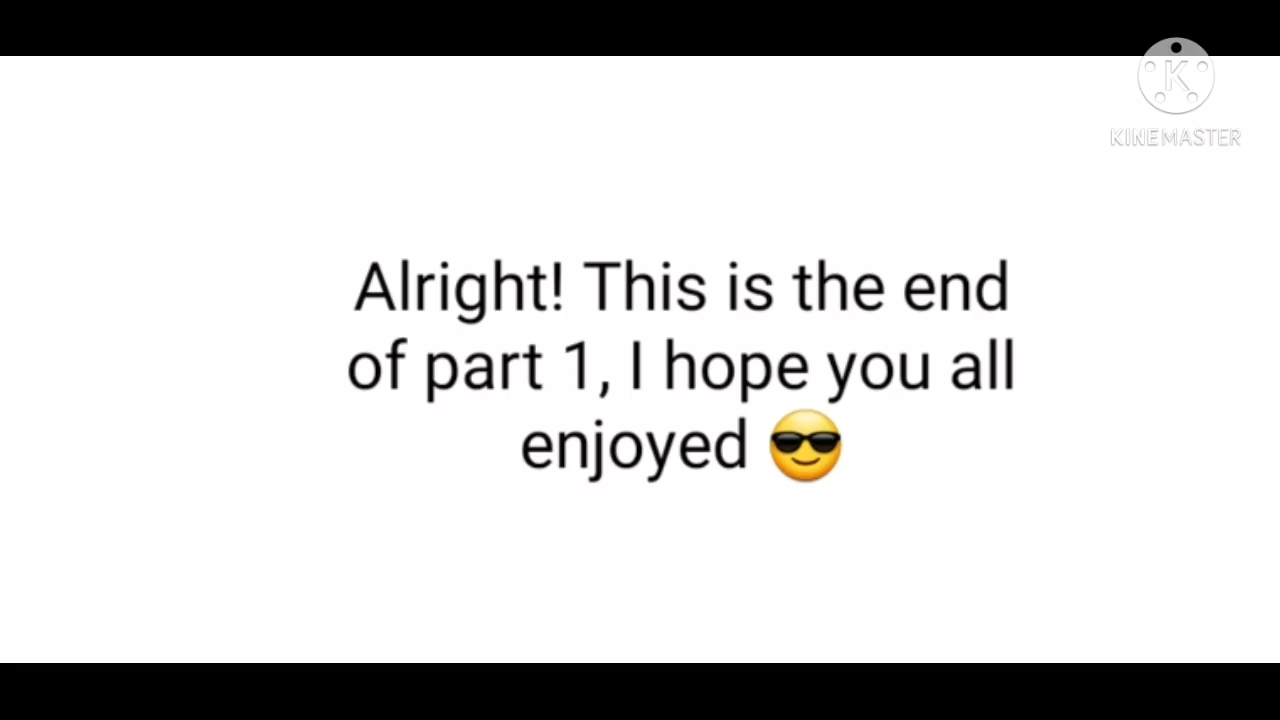 K
KINEMASTER
Alright! This is the end
of part 1, I hope you all
enjoyed 😎